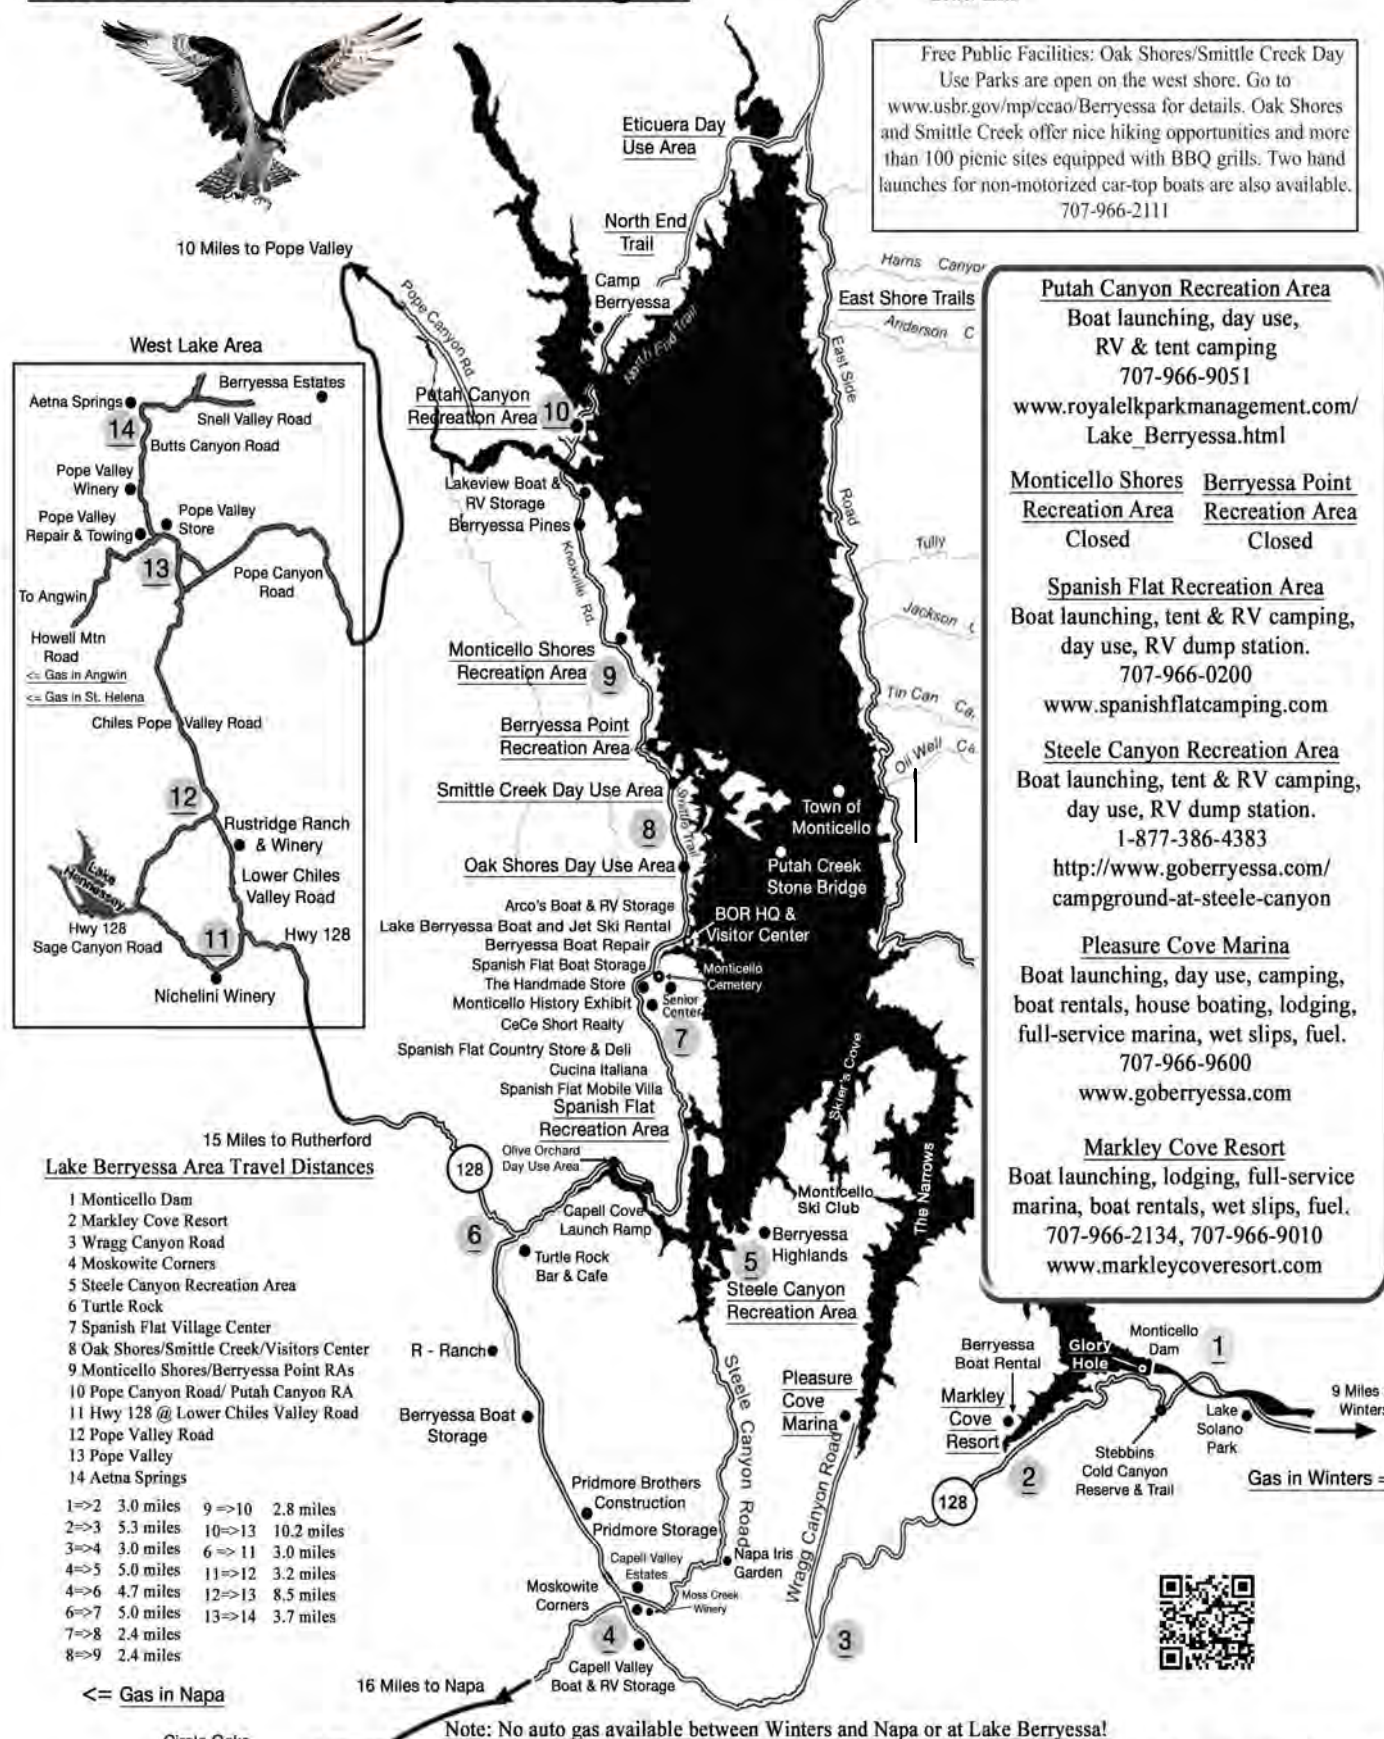 Free Public Facilities: Oak Shores/Smittle Creek Day
Use Parks are open on the west shore. Go to
www.usbr.gov/mp/ccao/Berryessa for details. Oak Shores
and Smittle Creek offer nice hiking opportunities and more
than 100 picnic sites equipped with BBQ grills. Two hand
launches for non-motorized car-top boats are also available.
707-966-2111
Eticuera Day
Use Area
North End
Trail
Camp
Berryessa
North End Trail
10 Miles to Pope Valley
Pope Canyon Rd.
Harris Canyon
East Shore Trails
Anderson C
East Side
Road
Tully
Jackson
Tin Can Ca.
Oil Well Ca
Putah Canyon
Recreation Area
10
Lakeview Boat &
RV Storage
Berryessa Pines
Knoxville Rd.
Monticello Shores
Recreation Area
9
Berryessa Point
Recreation Area
Smittle Creek Day Use Area
Smittle Trail
8
Oak Shores Day Use Area
Town of
Monticello
Putah Creek
Stone Bridge
BOR HQ &
Visitor Center
Arco's Boat & RV Storage
Lake Berryessa Boat and Jet Ski Rental
Berryessa Boat Repair
Spanish Flat Boat Storage
The Handmade Store
Monticello History Exhibit
CeCe Short Realty
Monticello
Cemetery
Senior
Center
7
Spanish Flat Country Store & Deli
Cucina Italiana
Spanish Flat Mobile Villa
Spanish Flat
Recreation Area
Olive Orchard
Day Use Area
Capell Cove
Launch Ramp
128
6
Turtle Rock
Bar & Cafe
Skier's Cove
The Narrows
Monticello
Ski Club
Berryessa
Highlands
5
Steele Canyon
Recreation Area
West Lake Area
Aetna Springs
Berryessa Estates
Snell Valley Road
14
Butts Canyon Road
Pope Valley
Winery
Pope Valley
Repair & Towing
Pope Valley
Store
13
Pope Canyon
Road
To Angwin
Howell Mtn
Road
<= Gas in Angwin
<= Gas in St. Helena
Chiles Pope Valley Road
12
Rustridge Ranch
& Winery
Lower Chiles
Valley Road
Lake
Hennessey
Hwy 128
Sage Canyon Road
11
Hwy 128
Nichelini Winery
15 Miles to Rutherford
Putah Canyon Recreation Area
Boat launching, day use,
RV & tent camping
707-966-9051
www.royalelkparkmanagement.com/
Lake_Berryessa.html
Monticello Shores
Recreation Area
Closed
Berryessa Point
Recreation Area
Closed
Spanish Flat Recreation Area
Boat launching, tent & RV camping,
day use, RV dump station.
707-966-0200
www.spanishflatcamping.com
Steele Canyon Recreation Area
Boat launching, tent & RV camping,
day use, RV dump station.
1-877-386-4383
http://www.goberryessa.com/
campground-at-steele-canyon
Pleasure Cove Marina
Boat launching, day use, camping,
boat rentals, house boating, lodging,
full-service marina, wet slips, fuel.
707-966-9600
www.goberryessa.com
Markley Cove Resort
Boat launching, lodging, full-service
marina, boat rentals, wet slips, fuel.
707-966-2134, 707-966-9010
www.markleycoveresort.com
Lake Berryessa Area Travel Distances
1 Monticello Dam
2 Markley Cove Resort
3 Wragg Canyon Road
4 Moskowite Corners
5 Steele Canyon Recreation Area
6 Turtle Rock
7 Spanish Flat Village Center
8 Oak Shores/Smittle Creek/Visitors Center
9 Monticello Shores/Berryessa Point RAs
10 Pope Canyon Road/ Putah Canyon RA
11 Hwy 128 @ Lower Chiles Valley Road
12 Pope Valley Road
13 Pope Valley
14 Aetna Springs
1=>2 3.0 miles
2=>3 5.3 miles
3=>4 3.0 miles
4=>5 5.0 miles
4=>6 4.7 miles
6=>7 5.0 miles
7=>8 2.4 miles
8=>9 2.4 miles
9 =>10 2.8 miles
10=>13 10.2 miles
6 => 11 3.0 miles
11=>12 3.2 miles
12=>13 8.5 miles
13=>14 3.7 miles
<= Gas in Napa
R - Ranch
Berryessa Boat
Storage
Pridmore Brothers
Construction
Pridmore Storage
Steele Canyon Road
Napa Iris
Garden
Capell Valley
Estates
Moss Creek
Winery
Moskowite
Corners
4
Capell Valley
Boat & RV Storage
16 Miles to Napa
Pleasure
Cove
Marina
Wragg Canyon Road
3
128
Berryessa
Boat Rental
Markley
Cove
Resort
2
Glory
Hole
Monticello
Dam
1
Stebbins
Cold Canyon
Reserve & Trail
Lake
Solano
Park
9 Miles
Winters
Gas in Winters =
Note: No auto gas available between Winters and Napa or at Lake Berryessa!